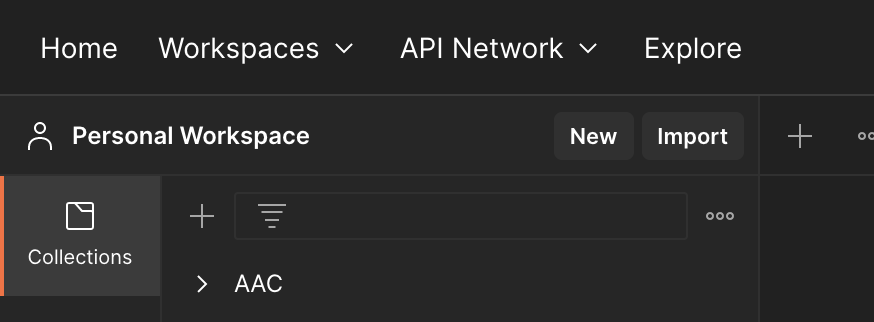 Home Workspaces API Network Explore
Personal Workspace New Import
Collections
AAC